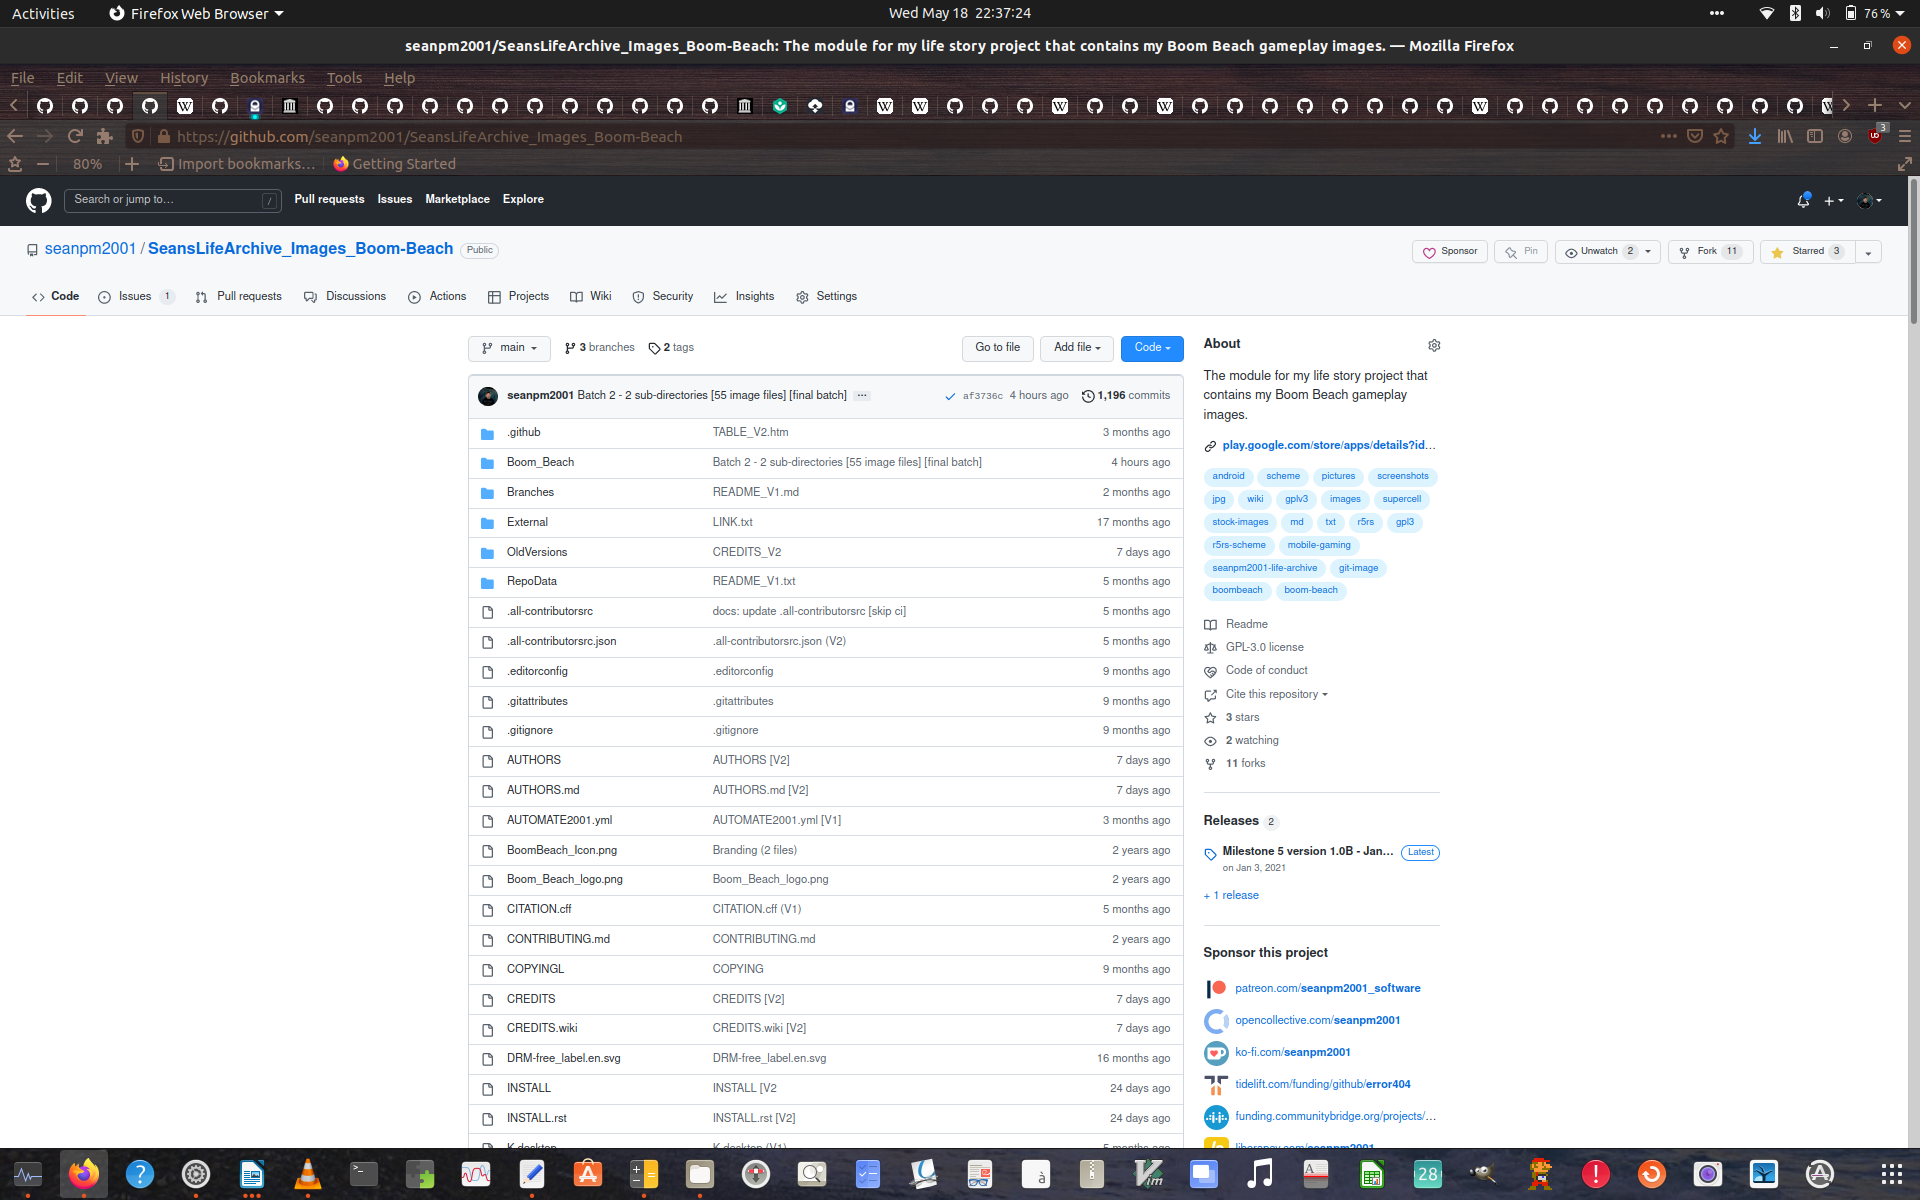 Activities Firefox Web Browser Wed May 18 22:37:24 76 %
seanpm2001/SeansLifeArchive_Images_Boom-Beach: The module for my life story project that contains my Boom Beach gameplay images. — Mozilla Firefox
File Edit View History Bookmarks Tools Help
https://github.com/seanpm2001/SeansLifeArchive_Images_Boom-Beach 3
80% Import bookmarks... Getting Started
Search or jump to... / Pull requests Issues Marketplace Explore
seanpm2001 / SeansLifeArchive_Images_Boom-Beach Public Sponsor Pin Unwatch 2 Fork 11 Starred 3
Code Issues 1 Pull requests Discussions Actions Projects Wiki Security Insights Settings
main 3 branches 2 tags Go to file Add file Code
seanpm2001 Batch 2 - 2 sub-directories [55 image files] [final batch] ... af3736c 4 hours ago 1,196 commits
.github TABLE_V2.htm 3 months ago
Boom_Beach Batch 2 - 2 sub-directories [55 image files] [final batch] 4 hours ago
Branches README_V1.md 2 months ago
External LINK.txt 17 months ago
OldVersions CREDITS_V2 7 days ago
RepoData README_V1.txt 5 months ago
.all-contributorsrc docs: update .all-contributorsrc [skip ci] 5 months ago
.all-contributorsrc.json .all-contributorsrc.json (V2) 5 months ago
.editorconfig .editorconfig 9 months ago
.gitattributes .gitattributes 9 months ago
.gitignore .gitignore 9 months ago
AUTHORS AUTHORS [V2] 7 days ago
AUTHORS.md AUTHORS.md [V2] 7 days ago
AUTOMATE2001.yml AUTOMATE2001.yml [V1] 3 months ago
BoomBeach_Icon.png Branding (2 files) 2 years ago
Boom_Beach_logo.png Boom_Beach_logo.png 2 years ago
CITATION.cff CITATION.cff (V1) 5 months ago
CONTRIBUTING.md CONTRIBUTING.md 2 years ago
COPYINGL COPYING 9 months ago
CREDITS CREDITS [V2] 7 days ago
CREDITS.wiki CREDITS.wiki [V2] 7 days ago
DRM-free_label.en.svg DRM-free_label.en.svg 16 months ago
INSTALL INSTALL [V2 24 days ago
INSTALL.rst INSTALL.rst [V2] 24 days ago
K.desktop K.desktop (V1) 5 months ago
About
The module for my life story project that
contains my Boom Beach gameplay
images.
play.google.com/store/apps/details?id...
android scheme pictures screenshots
jpg wiki gplv3 images supercell
stock-images md txt r5rs gpl3
r5rs-scheme mobile-gaming
seanpm2001-life-archive git-image
boombeach boom-beach
Readme
GPL-3.0 license
Code of conduct
Cite this repository
3 stars
2 watching
11 forks
Releases 2
Milestone 5 version 1.0B - Jan... Latest
on Jan 3, 2021
+ 1 release
Sponsor this project
patreon.com/seanpm2001_software
opencollective.com/seanpm2001
ko-fi.com/seanpm2001
tidelift.com/funding/github/error404
funding.communitybridge.org/projects/...
liberapay.com/seanpm2001
28